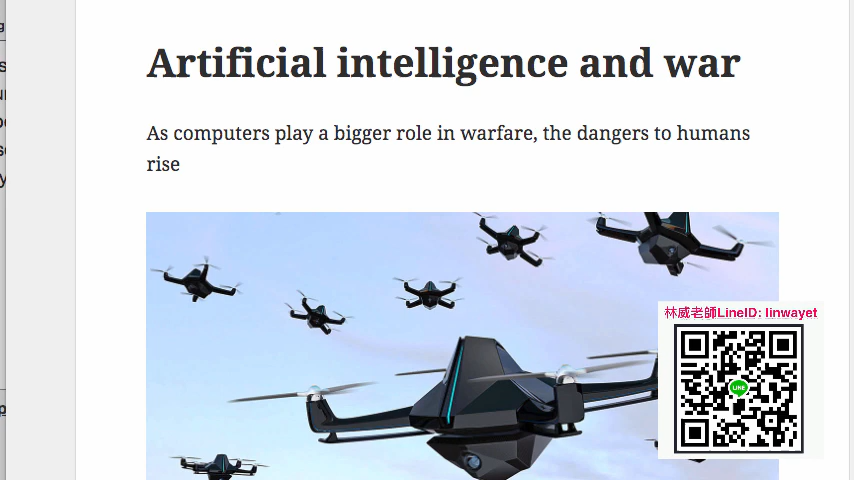 Artificial intelligence and war
As computers play a bigger role in warfare, the dangers to humans
rise
林威老師LineID: linwayet
LINE